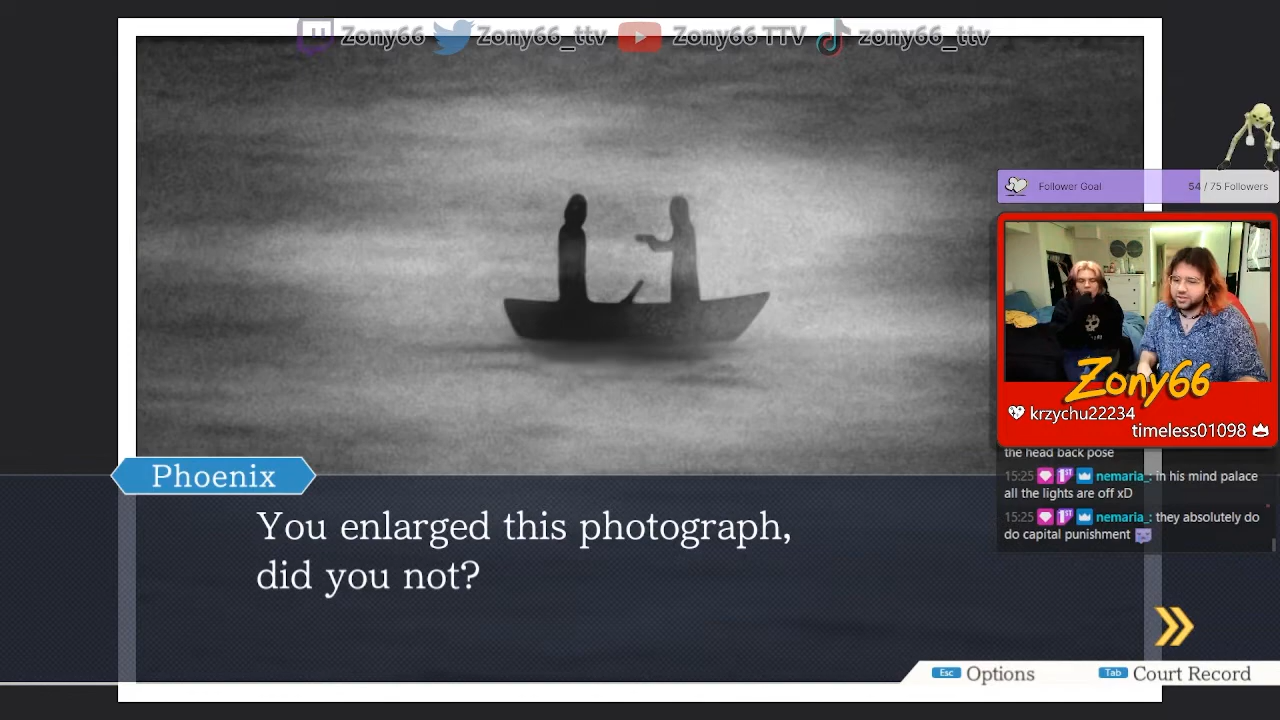 Zony66 Zony66_ttv Zony66 TTV zony66_ttv
Follower Goal 54 / 75 Followers
Zony66
krzychu22234
timeless01098
the head back pose
15:25 1ST nemaria_: in his mind palace
all the lights are off xD
15:25 1ST nemaria_: they absolutely do
do capital punishment
Phoenix
You enlarged this photograph,
did you not?
Esc Options Tab Court Record